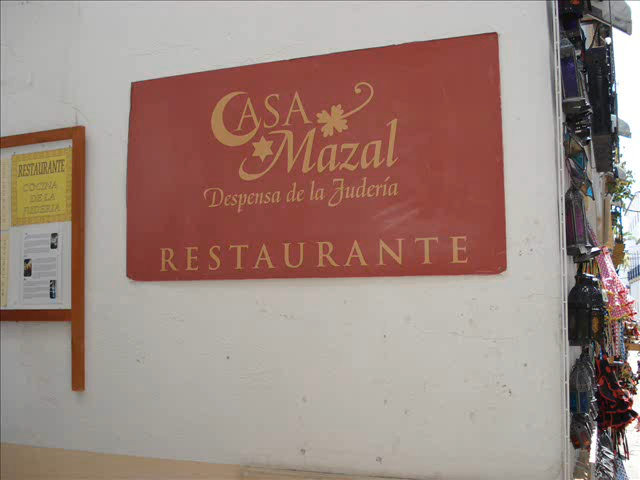 CASA
Mazal
Despensa de la Judería
RESTAURANTE
RESTAURANTE
COCINA
DE LA
JUDERIA